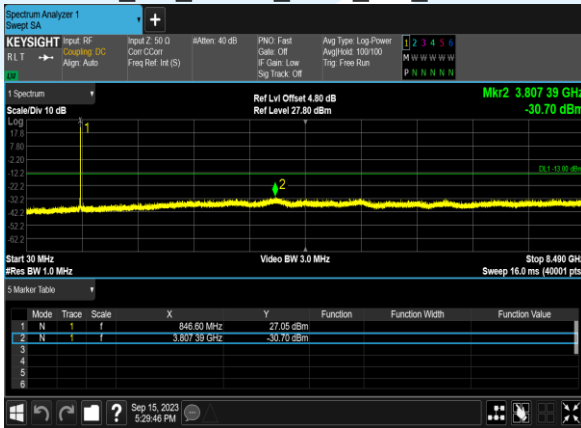 Spectrum Analyzer 1
Swept SA
+
KEYSIGHT Input: RF Input Z: 50 Ω #Atten: 40 dB PNO: Fast Avg Type: Log-Power 1 2 3 4 5 6
RLT Coupling: DC Corr CCorr Gate: Off Avg|Hold: 100/100 M W W W W W
Align: Auto Freq Ref: Int (S) IF Gain: Low Trig: Free Run
Sig Track: Off P N N N N N
LXI
1 Spectrum Ref Lvl Offset 4.80 dB Mkr2 3.807 39 GHz
Scale/Div 10 dB Ref Level 27.80 dBm -30.70 dBm
Log
17.8
7.80
-2.20
-12.2
-22.2
-32.2
-42.2
-52.2
-62.2
1
2
DL1 -13.00 dBm
Start 30 MHz Video BW 3.0 MHz Stop 8.490 GHz
#Res BW 1.0 MHz Sweep 16.0 ms (40001 pts)
5 Marker Table
Mode Trace Scale X Y Function Function Width Function Value
1 N 1 f 846.60 MHz 27.05 dBm
2 N 1 f 3.807 39 GHz -30.70 dBm
3
4
5
6
? Sep 15, 2023
5:29:46 PM